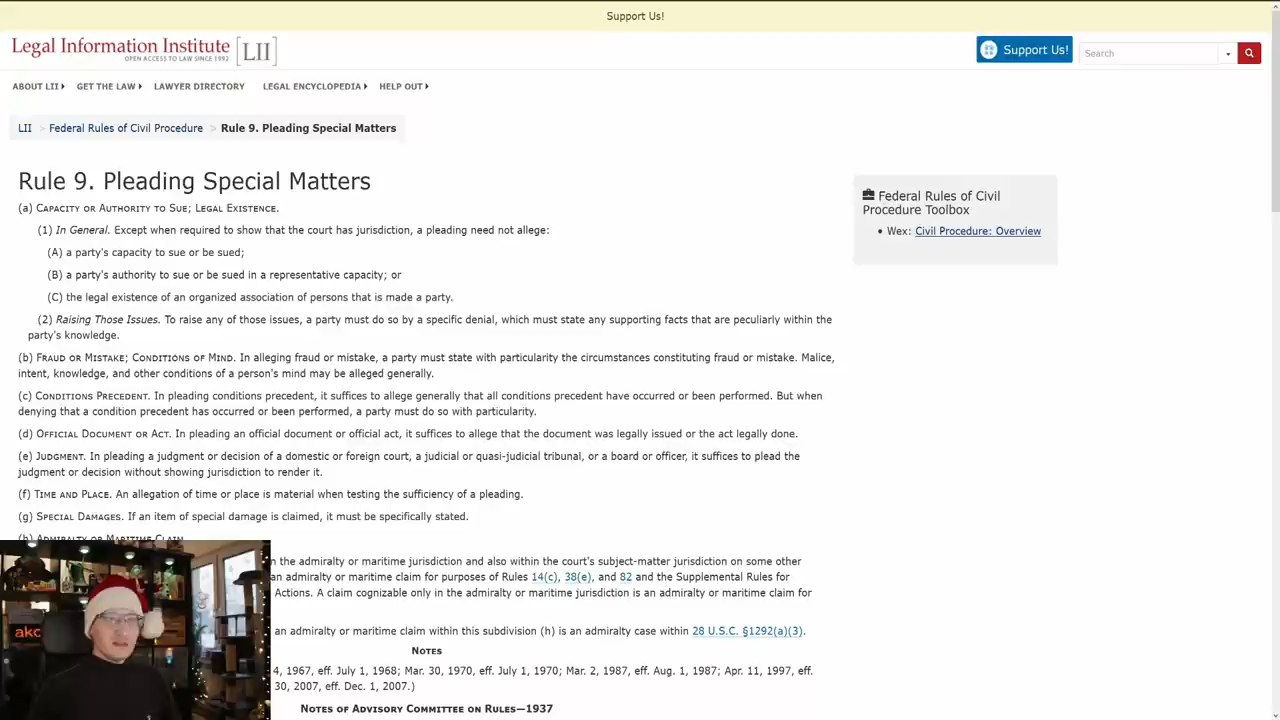 Support Us!
Legal Information Institute [LII]
OPEN ACCESS TO LAW SINCE 1992
Support Us!
Search
ABOUT LII GET THE LAW LAWYER DIRECTORY LEGAL ENCYCLOPEDIA HELP OUT
LII > Federal Rules of Civil Procedure > Rule 9. Pleading Special Matters
Rule 9. Pleading Special Matters
(a) CAPACITY OR AUTHORITY TO SUE; LEGAL EXISTENCE.
(1) In General. Except when required to show that the court has jurisdiction, a pleading need not allege:
(A) a party's capacity to sue or be sued;
(B) a party's authority to sue or be sued in a representative capacity; or
(C) the legal existence of an organized association of persons that is made a party.
(2) Raising Those Issues. To raise any of those issues, a party must do so by a specific denial, which must state any supporting facts that are peculiarly within the
party's knowledge.
(b) FRAUD OR MISTAKE; CONDITIONS OF MIND. In alleging fraud or mistake, a party must state with particularity the circumstances constituting fraud or mistake. Malice,
intent, knowledge, and other conditions of a person's mind may be alleged generally.
(c) CONDITIONS PRECEDENT. In pleading conditions precedent, it suffices to allege generally that all conditions precedent have occurred or been performed. But when
denying that a condition precedent has occurred or been performed, a party must do so with particularity.
(d) OFFICIAL DOCUMENT OR ACT. In pleading an official document or official act, it suffices to allege that the document was legally issued or the act legally done.
(e) JUDGMENT. In pleading a judgment or decision of a domestic or foreign court, a judicial or quasi-judicial tribunal, or a board or officer, it suffices to plead the
judgment or decision without showing jurisdiction to render it.
(f) TIME AND PLACE. An allegation of time or place is material when testing the sufficiency of a pleading.
(g) SPECIAL DAMAGES. If an item of special damage is claimed, it must be specifically stated.
(h) ADMIRALTY OR MARITIME CLAIM.
n the admiralty or maritime jurisdiction and also within the court's subject-matter jurisdiction on some other
an admiralty or maritime claim for purposes of Rules 14(c), 38(e), and 82 and the Supplemental Rules for
Actions. A claim cognizable only in the admiralty or maritime jurisdiction is an admiralty or maritime claim for
an admiralty or maritime claim within this subdivision (h) is an admiralty case within 28 U.S.C. §1292(a)(3).
NOTES
4, 1967, eff. July 1, 1968; Mar. 30, 1970, eff. July 1, 1970; Mar. 2, 1987, eff. Aug. 1, 1987; Apr. 11, 1997, eff.
30, 2007, eff. Dec. 1, 2007.)
NOTES OF ADVISORY COMMITTEE ON RULES—1937
Federal Rules of Civil
Procedure Toolbox
• Wex: Civil Procedure: Overview
akc